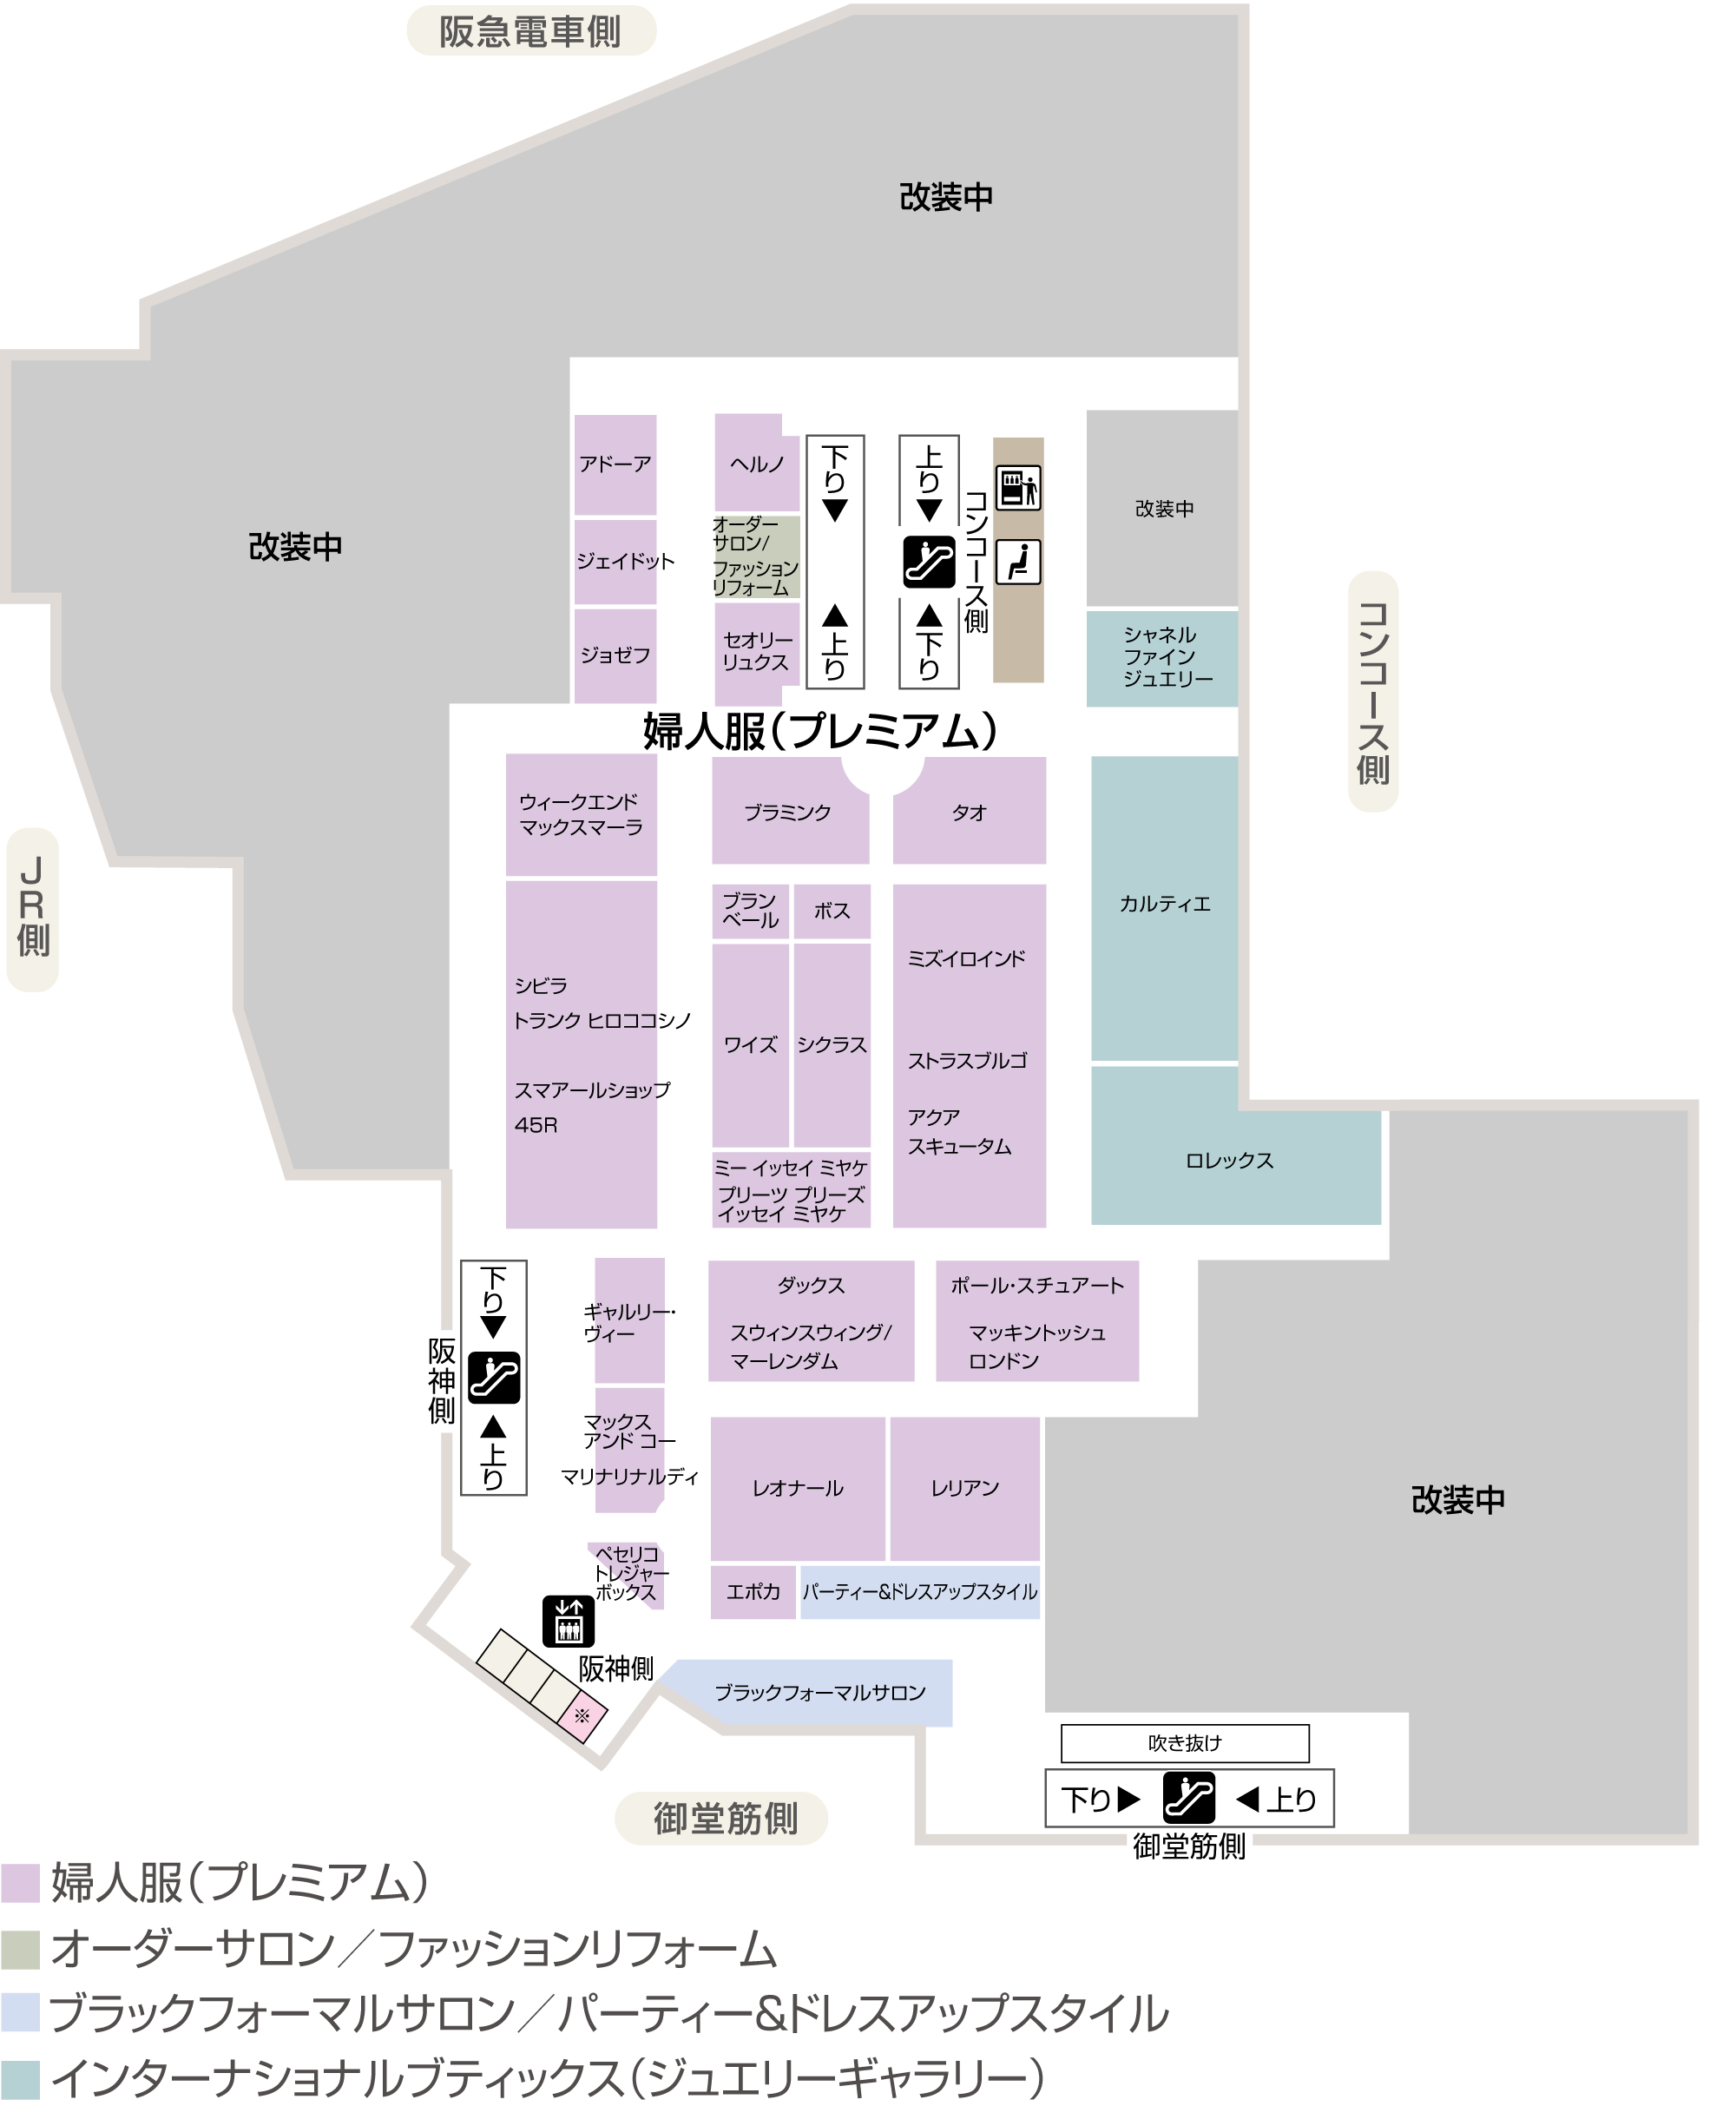 阪急電車側
改装中
改装中
アドーア
ジェイドット
ジョゼフ
ヘルノ
オーダー
サロン/
ファッション
リフォーム
セオリー
リュクス
下り▼
▲上り
上り▼
▲下り
コンコース側
改装中
シャネル
ファイン
ジュエリー
コンコース側
JR側
婦人服(プレミアム)
ウィークエンド
マックスマーラ
ブラミンク
タオ
カルティエ
シビラ
トランク ヒロココシノ
スマアールショップ
45R
ブラン
ベール
ボス
ワイズ
シクラス
ミー イッセイ ミヤケ
プリーツ プリーズ
イッセイ ミヤケ
ミズイロインド
ストラスブルゴ
アクア
スキュータム
ロレックス
下り▼
▲上り
阪神側
ギャルリー・
ヴィー
ダックス
スウィンスウィング/
マーレンダム
ポール・スチュアート
マッキントッシュ
ロンドン
マックス
アンド コー
マリナリナルディ
レオナール
レリアン
改装中
ペセリコ
トレジャー
ボックス
エポカ
パーティー&ドレスアップスタイル
阪神側
※
ブラックフォーマルサロン
吹き抜け
下り▶
◀上り
御堂筋側
御堂筋側
婦人服(プレミアム)
オーダーサロン／ファッションリフォーム
ブラックフォーマルサロン／パーティー&ドレスアップスタイル
インターナショナルブティックス(ジュエリーギャラリー)